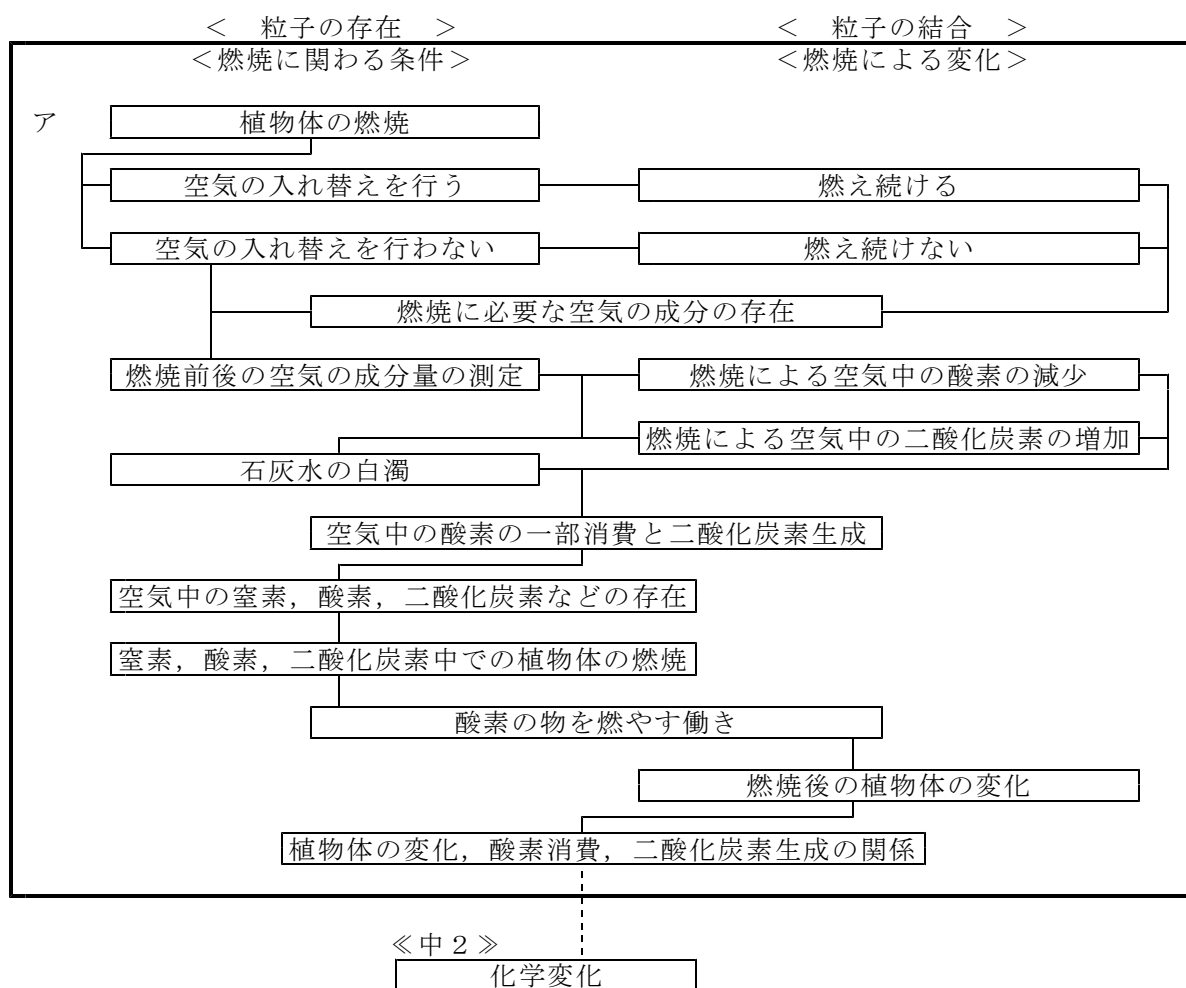 ＜　粒子の存在　＞　＜　粒子の結合　＞
＜燃焼に関わる条件＞　＜燃焼による変化＞
ア　植物体の燃焼
空気の入れ替えを行う　燃え続ける
空気の入れ替えを行わない　燃え続けない
燃焼に必要な空気の成分の存在
燃焼前後の空気の成分量の測定　燃焼による空気中の酸素の減少
燃焼による空気中の二酸化炭素の増加
石灰水の白濁
空気中の酸素の一部消費と二酸化炭素生成
空気中の窒素，酸素，二酸化炭素などの存在
窒素，酸素，二酸化炭素中での植物体の燃焼
酸素の物を燃やす働き
燃焼後の植物体の変化
植物体の変化，酸素消費，二酸化炭素生成の関係
≪中２≫
化学変化